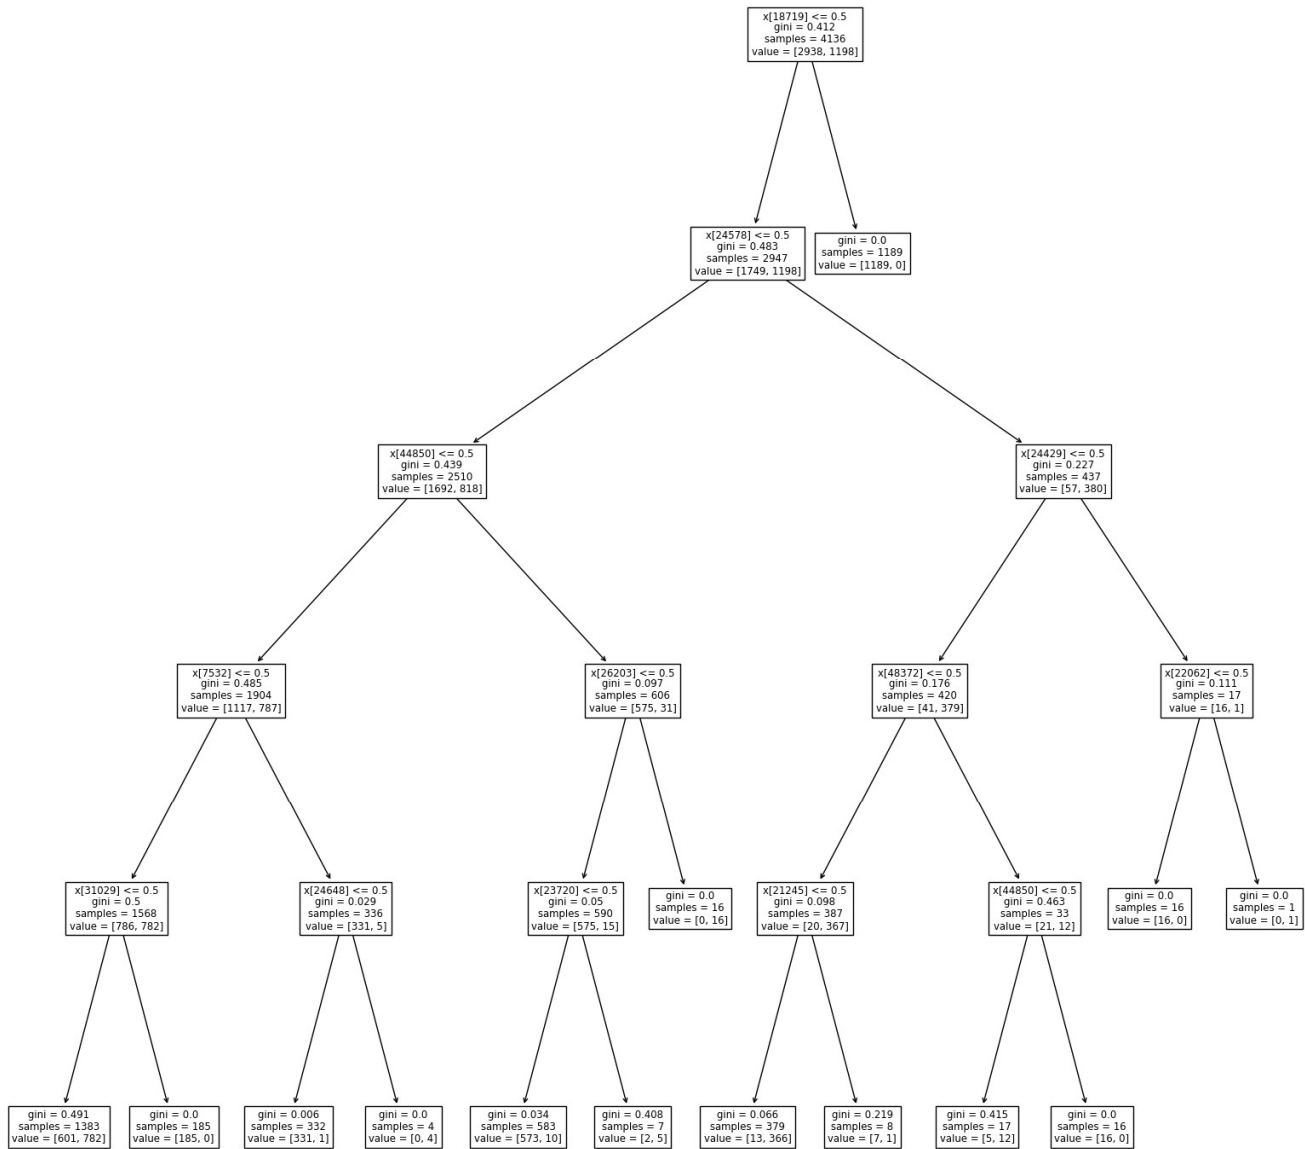 x[18719] <= 0.5
gini = 0.412
samples = 4136
value = [2938, 1198]
x[24578] <= 0.5
gini = 0.483
samples = 2947
value = [1749, 1198]
gini = 0.0
samples = 1189
value = [1189, 0]
x[44850] <= 0.5
gini = 0.439
samples = 2510
value = [1692, 818]
x[24429] <= 0.5
gini = 0.227
samples = 437
value = [57, 380]
x[7532] <= 0.5
gini = 0.485
samples = 1904
value = [1117, 787]
x[26203] <= 0.5
gini = 0.097
samples = 606
value = [575, 31]
x[48372] <= 0.5
gini = 0.176
samples = 420
value = [41, 379]
x[22062] <= 0.5
gini = 0.111
samples = 17
value = [16, 1]
x[31029] <= 0.5
gini = 0.5
samples = 1568
value = [786, 782]
x[24648] <= 0.5
gini = 0.029
samples = 336
value = [331, 5]
x[23720] <= 0.5
gini = 0.05
samples = 590
value = [575, 15]
gini = 0.0
samples = 16
value = [0, 16]
x[21245] <= 0.5
gini = 0.098
samples = 387
value = [20, 367]
x[44850] <= 0.5
gini = 0.463
samples = 33
value = [21, 12]
gini = 0.0
samples = 16
value = [16, 0]
gini = 0.0
samples = 1
value = [0, 1]
gini = 0.491
samples = 1383
value = [601, 782]
gini = 0.0
samples = 185
value = [185, 0]
gini = 0.006
samples = 332
value = [331, 1]
gini = 0.0
samples = 4
value = [0, 4]
gini = 0.034
samples = 583
value = [573, 10]
gini = 0.408
samples = 7
value = [2, 5]
gini = 0.066
samples = 379
value = [13, 366]
gini = 0.219
samples = 8
value = [7, 1]
gini = 0.415
samples = 17
value = [5, 12]
gini = 0.0
samples = 16
value = [16, 0]